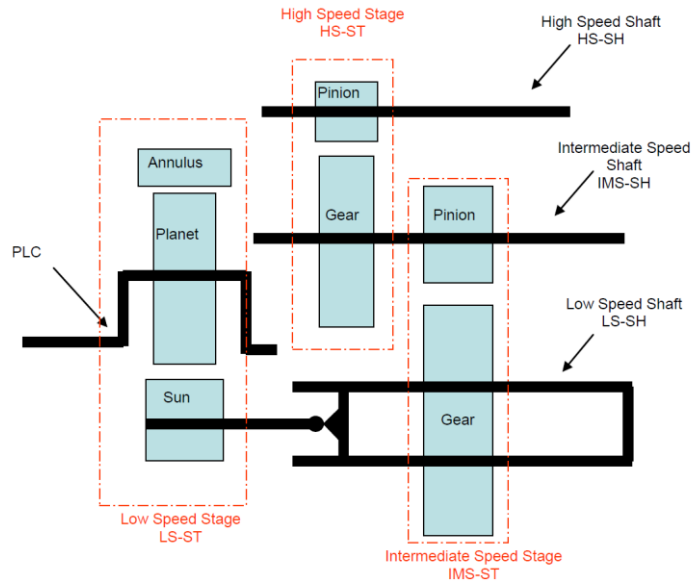 High Speed Stage
HS-ST
High Speed Shaft
HS-SH
Pinion
Annulus
Intermediate Speed
Shaft
IMS-SH
Gear
Pinion
Planet
PLC
Low Speed Shaft
LS-SH
Sun
Gear
Low Speed Stage
LS-ST
Intermediate Speed Stage
IMS-ST